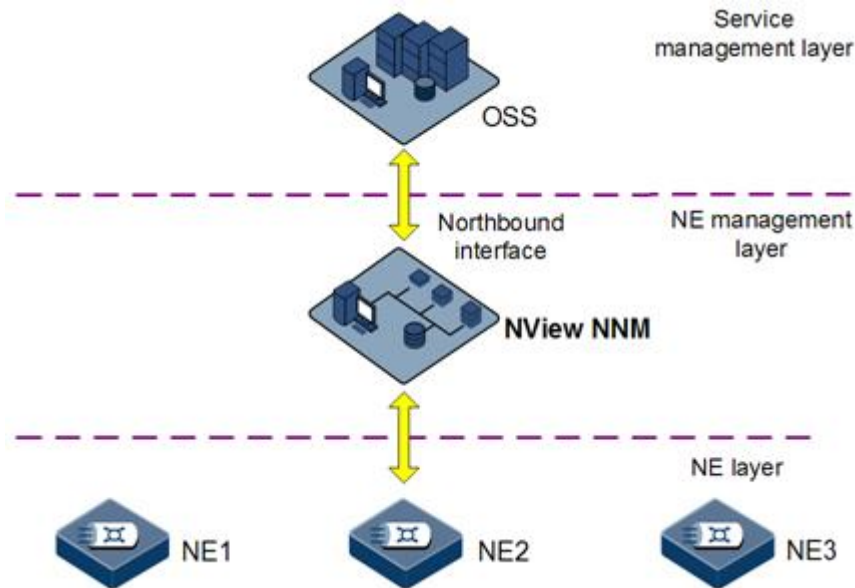 Service
management layer
OSS
Northbound
interface
NE management
layer
NView NNM
NE layer
NE1
NE2
NE3